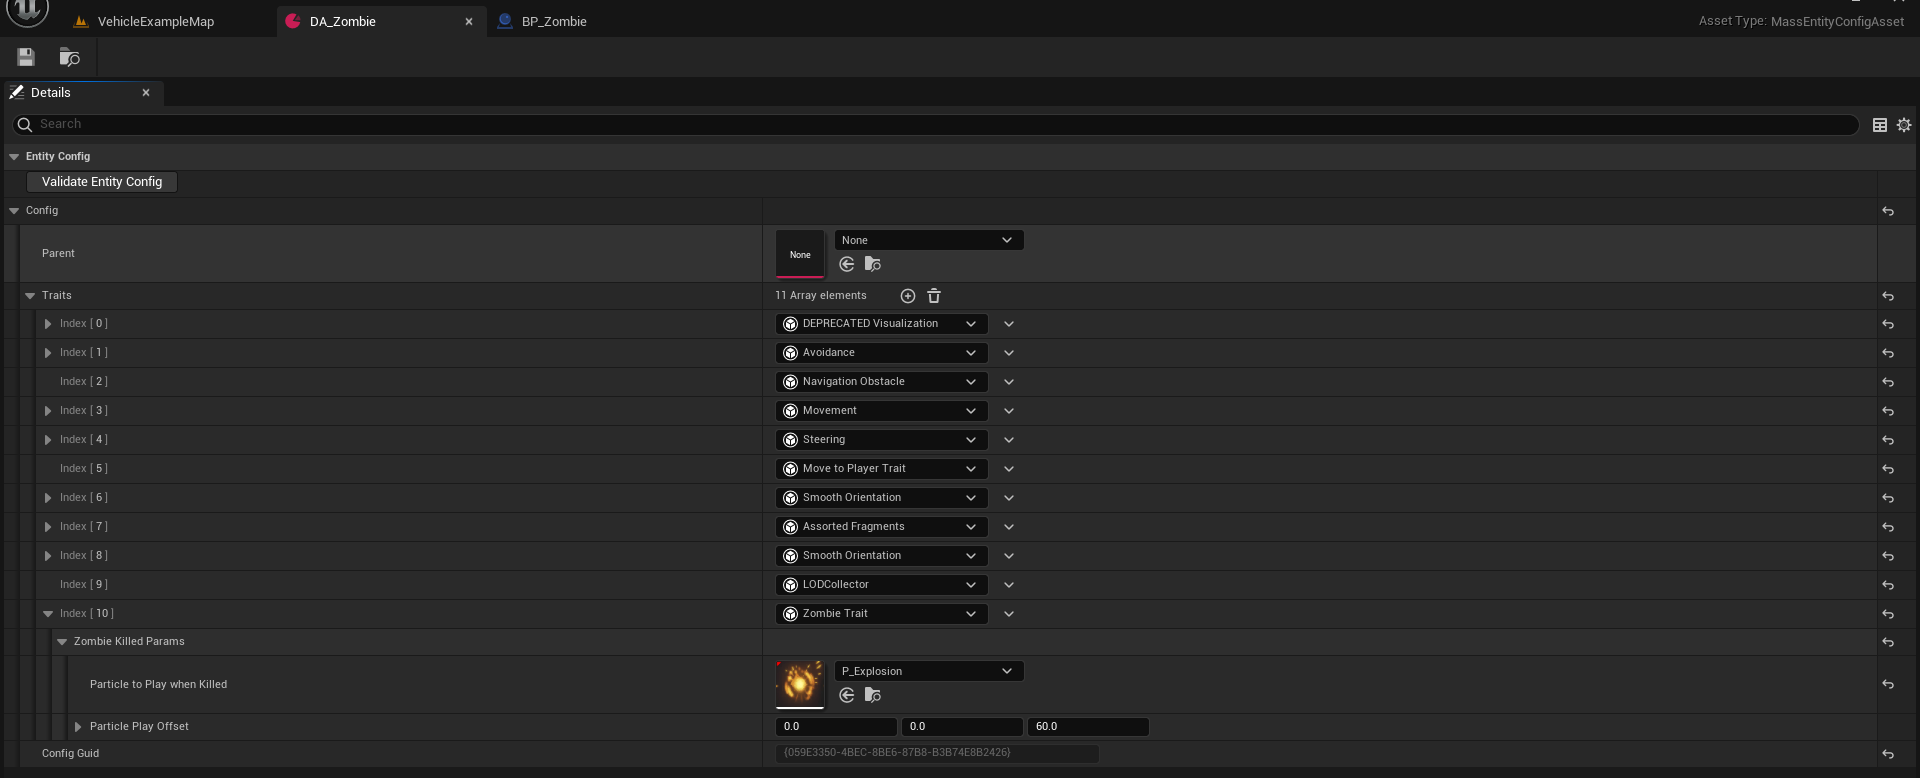 VehicleExampleMap
DA_Zombie
BP_Zombie
Asset Type: MassEntityConfigAsset
Details
Search
Entity Config
Validate Entity Config
Config
Parent
None
None
Traits
11 Array elements
Index [ 0 ] DEPRECATED Visualization
Index [ 1 ] Avoidance
Index [ 2 ] Navigation Obstacle
Index [ 3 ] Movement
Index [ 4 ] Steering
Index [ 5 ] Move to Player Trait
Index [ 6 ] Smooth Orientation
Index [ 7 ] Assorted Fragments
Index [ 8 ] Smooth Orientation
Index [ 9 ] LODCollector
Index [ 10 ] Zombie Trait
Zombie Killed Params
Particle to Play when Killed
P_Explosion
Particle Play Offset 0.0 0.0 60.0
Config Guid {059E3350-4BEC-8BE6-87B8-B3B74E8B2426}